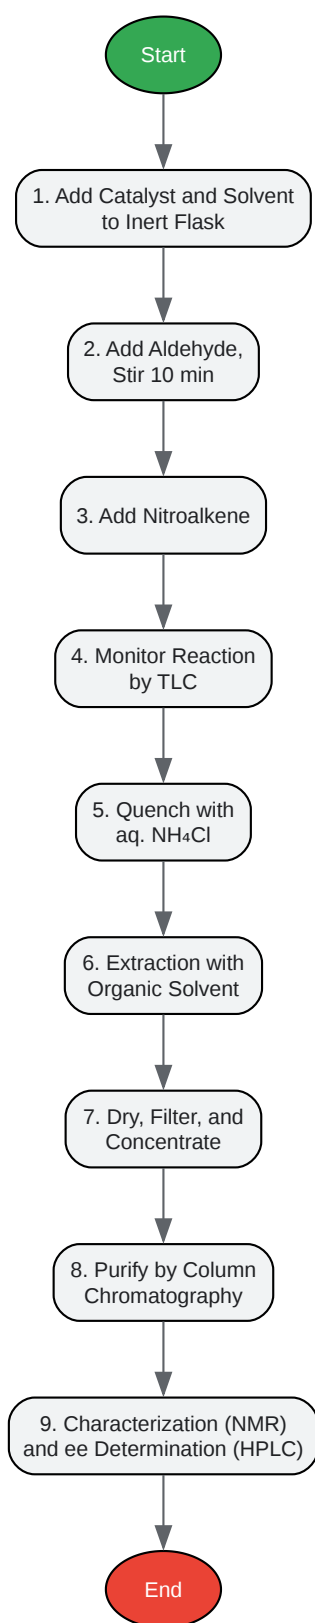 Start
1. Add Catalyst and Solvent
to Inert Flask
2. Add Aldehyde,
Stir 10 min
3. Add Nitroalkene
4. Monitor Reaction
by TLC
5. Quench with
aq. NH₄Cl
6. Extraction with
Organic Solvent
7. Dry, Filter, and
Concentrate
8. Purify by Column
Chromatography
9. Characterization (NMR)
and ee Determination (HPLC)
End